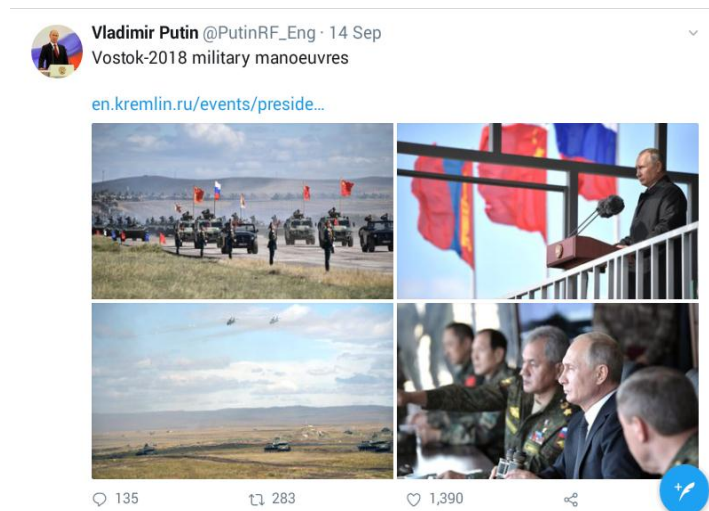 Vladimir Putin @PutinRF_Eng · 14 Sep
Vostok-2018 military manoeuvres
en.kremlin.ru/events/preside...
135 283 1,390